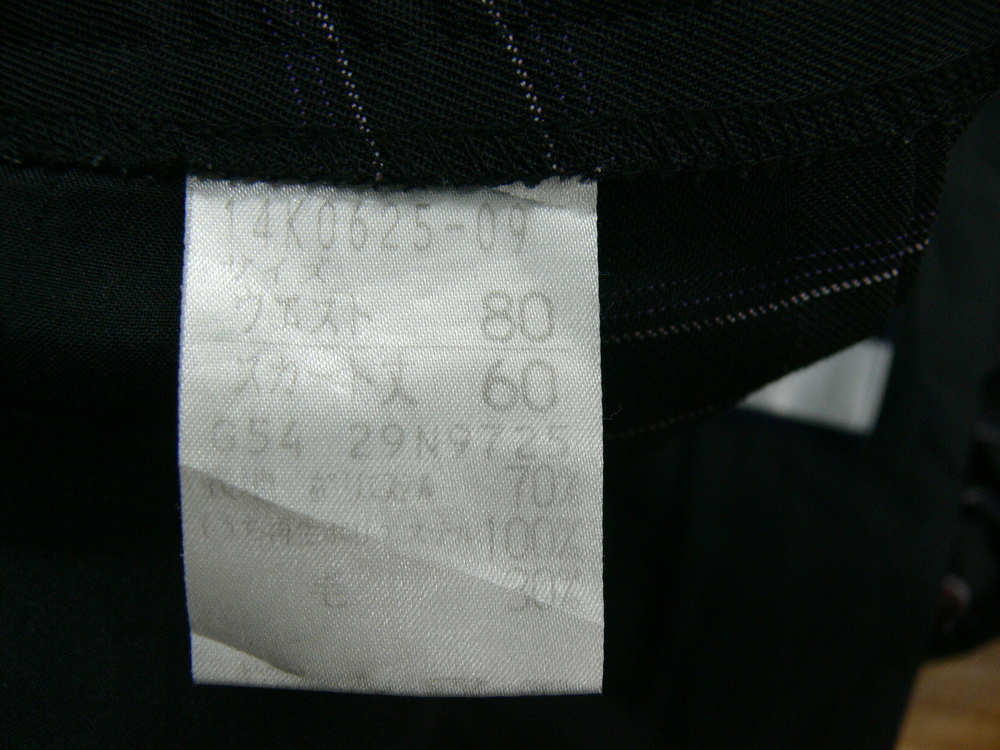 14K0625-09
サイズ
ウエスト 80
スカート丈 60
G54 29N9725
ポリエステル 70%
100%
毛 30%